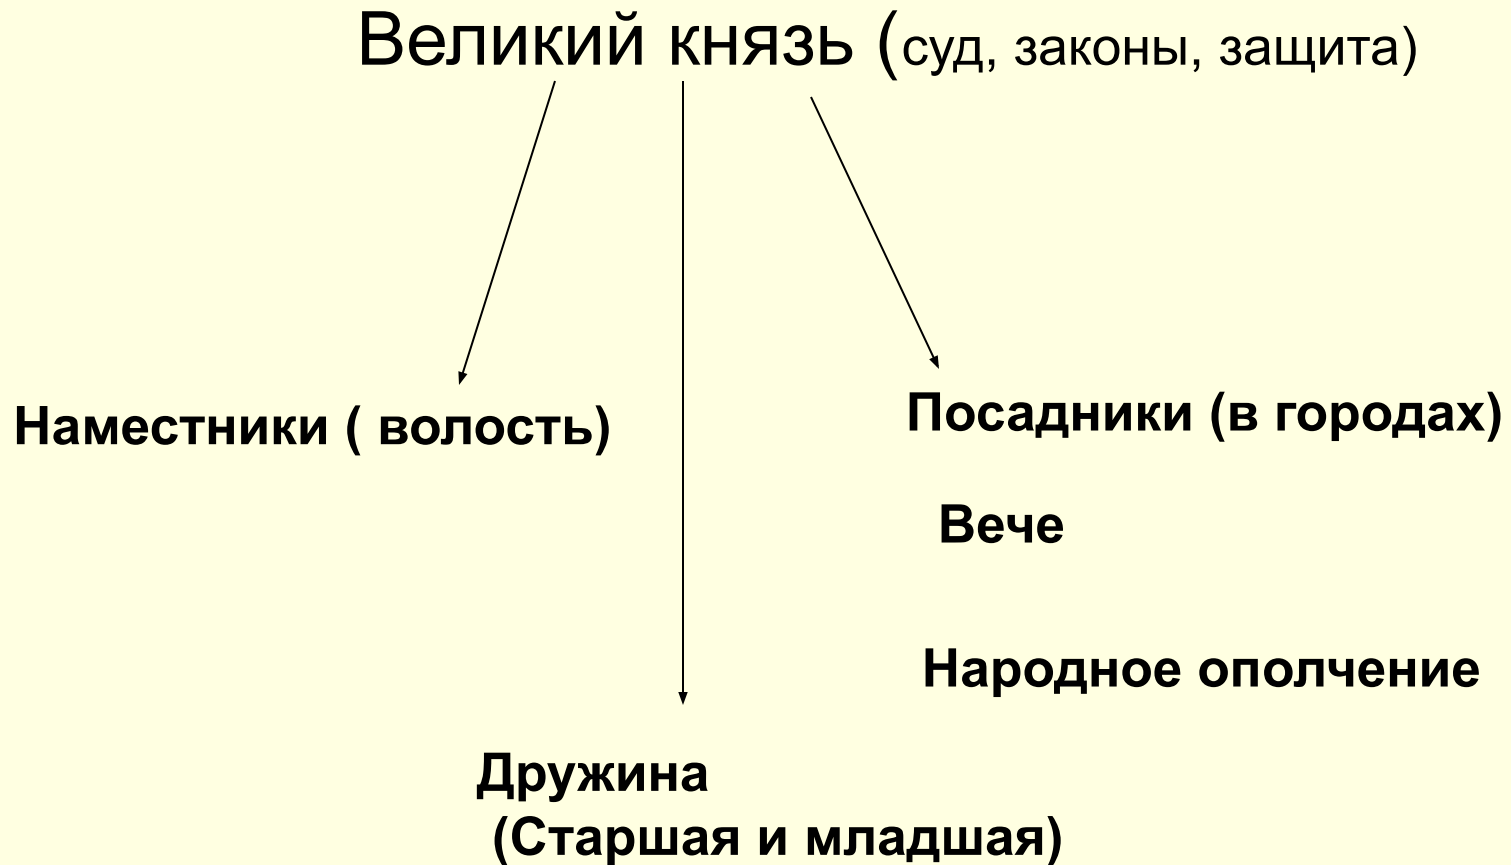 Великий князь (суд, законы, защита)
Наместники ( волость)
Посадники (в городах)
Вече
Народное ополчение
Дружина
(Старшая и младшая)